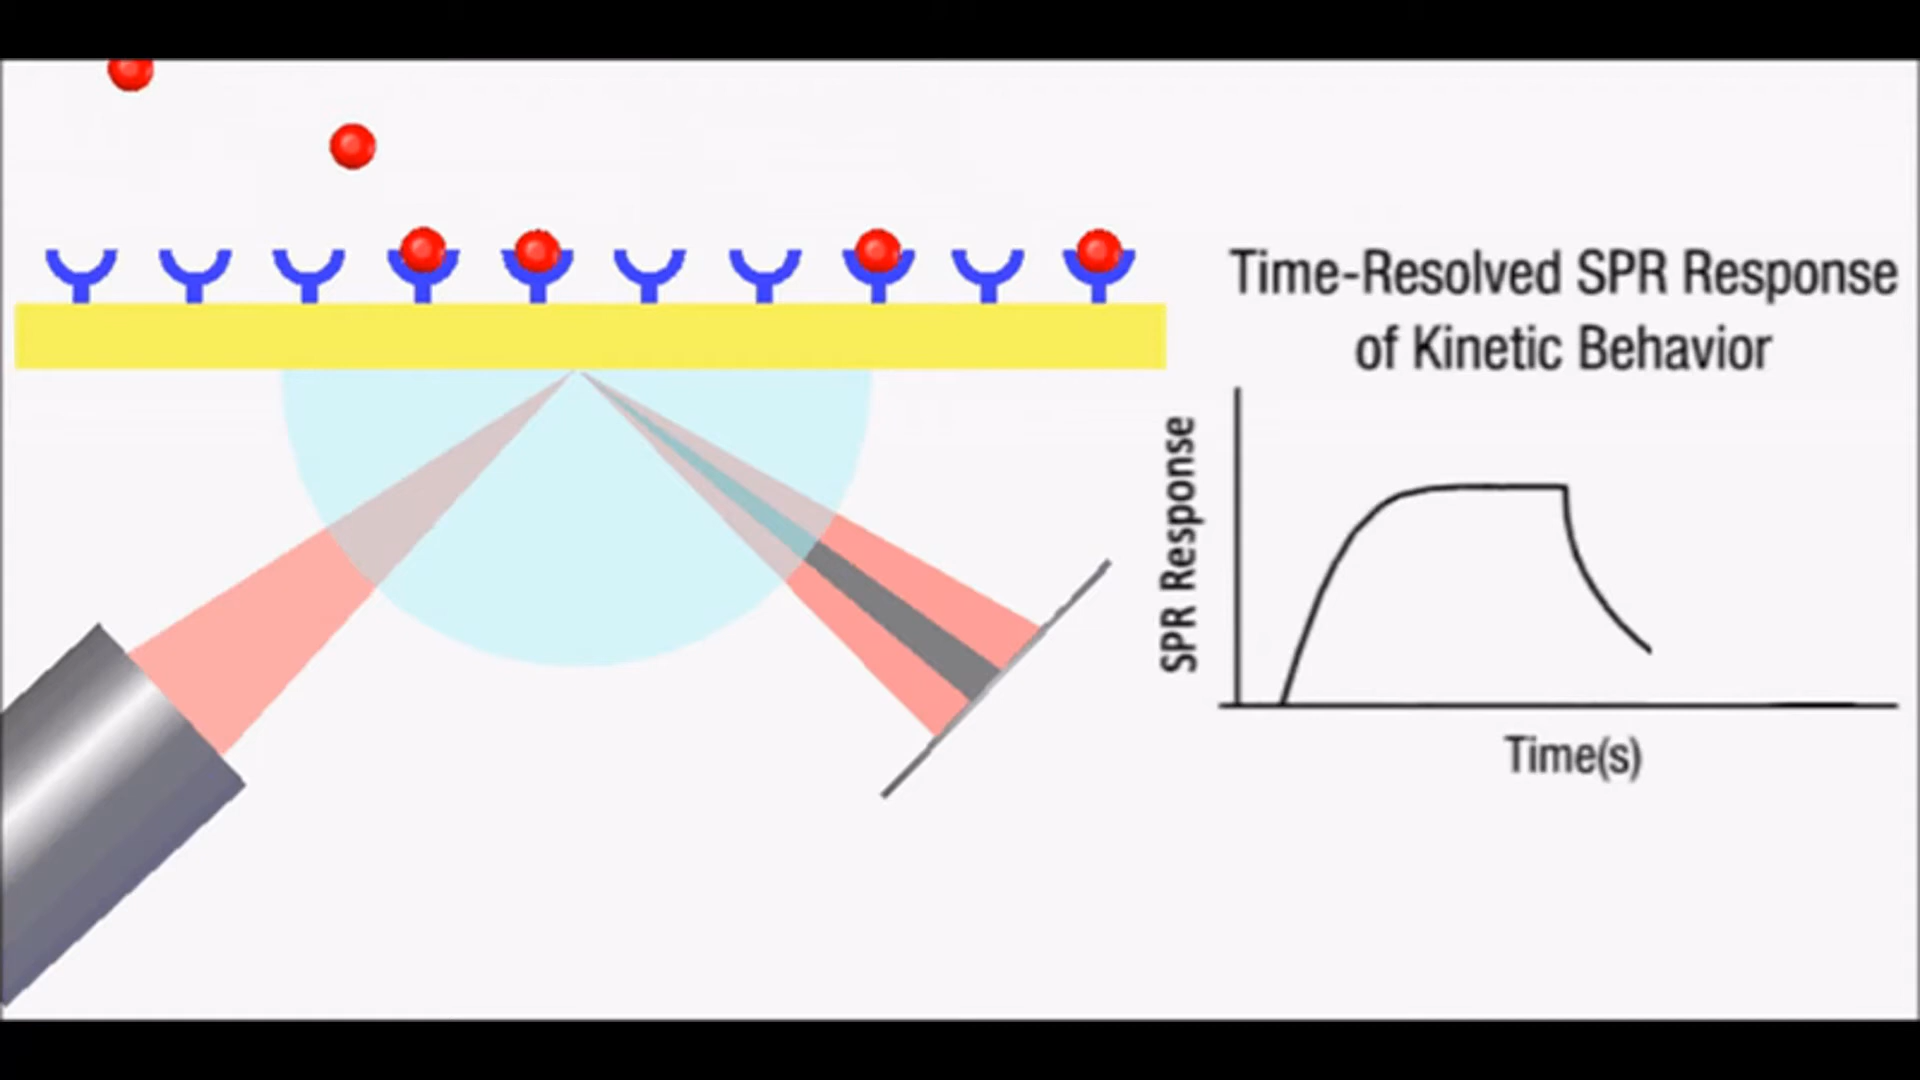 Time-Resolved SPR Response
of Kinetic Behavior
SPR Response
Time(s)